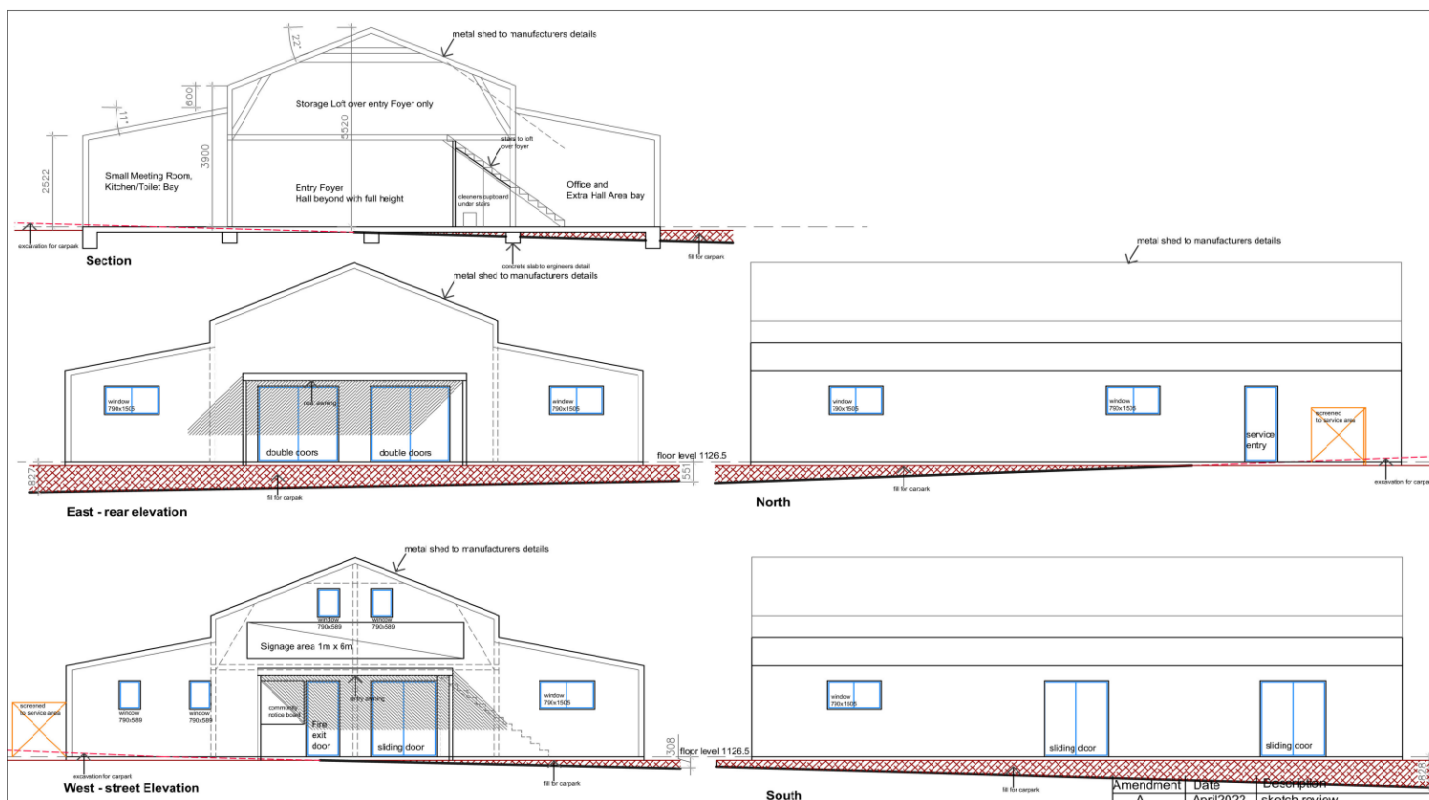 metal shed to manufacturers details
22°
Storage Loft over entry Foyer only
600
11°
5520
3900
2522
stairs to loft
over foyer
Small Meeting Room,
Kitchen/Toilet Bay
Entry Foyer
Hall beyond with full height
Office and
Extra Hall Area bay
cleaners cupboard
under stairs
excavation for carpark
Section
concrete slab to engineers detail
fill for carpark
metal shed to manufacturers details
metal shed to manufacturers details
window
790x1505
rear awning
window
790x1505
double doors
double doors
floor level 1126.5
827
551
fill for carpark
East - rear elevation
window
790x1505
window
790x1505
service
entry
screened
to service area
fill for carpark
excavation for carpark
North
metal shed to manufacturers details
window
790x589
window
790x589
Signage area 1m x 6m
entry awning
window
790x589
window
790x589
window
790x1505
screened
to service area
community
notice board
Fire
exit
door
sliding door
floor level 1126.5
308
excavation for carpark
fill for carpark
West - street Elevation
window
790x1505
sliding door
sliding door
828
fill for carpark
South
Amendment Date Description
A April2022 sketch review